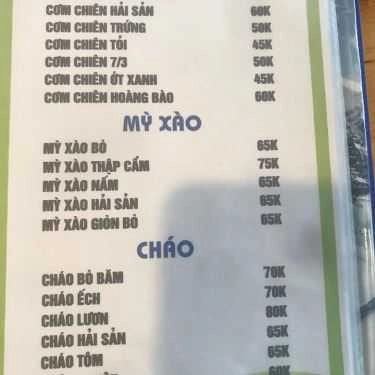 CƠM CHIÊN HẢI SẢN 60K
CƠM CHIÊN TRỨNG 50K
CƠM CHIÊN TỎI 45K
CƠM CHIÊN 7/3 50K
CƠM CHIÊN ỚT XANH 45K
CƠM CHIÊN HOÀNG BÀO 60K
MỲ XÀO
MỲ XÀO BÒ 65K
MỲ XÀO THẬP CẨM 75K
MỲ XÀO NẤM 65K
MỲ XÀO HẢI SẢN 65K
MỲ XÀO GIÒN BÒ 65K
CHÁO
CHÁO BÒ BẰM 70K
CHÁO ẾCH 70K
CHÁO LƯƠN 80K
CHÁO HẢI SẢN 65K
CHÁO TÔM 65K
60K